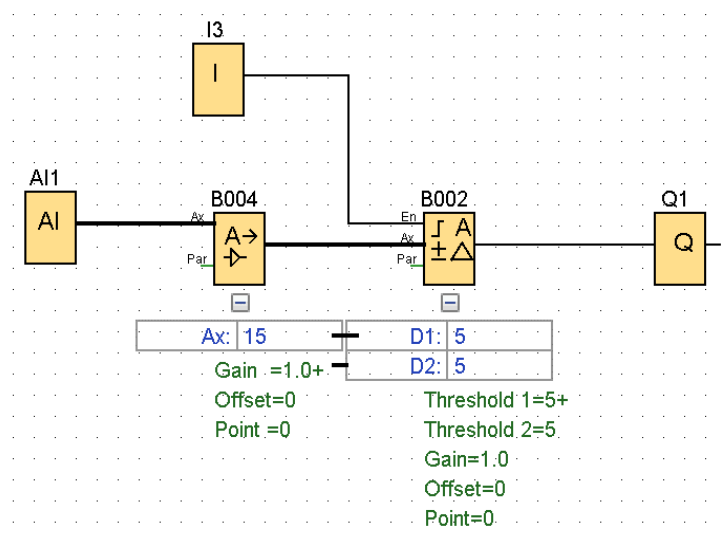 I3
I
AI1
AI
B004
Ax
A→
Par
B002
En
Ax
Par
A
±
Q1
Q
Ax: 15
D1: 5
D2: 5
Gain =1.0+
Offset=0
Point =0
Threshold 1=5+
Threshold 2=5
Gain=1.0
Offset=0
Point=0